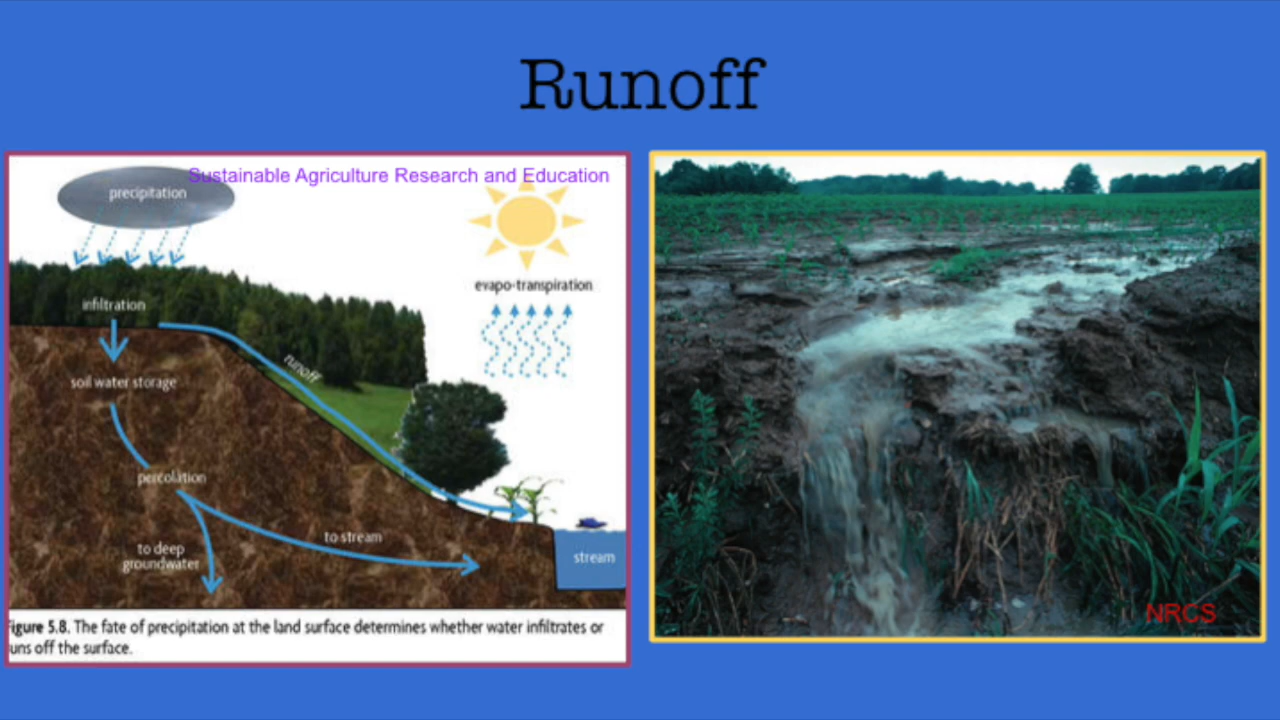 Runoff
Sustainable Agriculture Research and Education
precipitation
evapo-transpiration
infiltration
runoff
soil water storage
percolation
to stream
to deep
groundwater
stream
igure 5.8. The fate of precipitation at the land surface determines whether water infiltrates or
uns off the surface.
NRCS